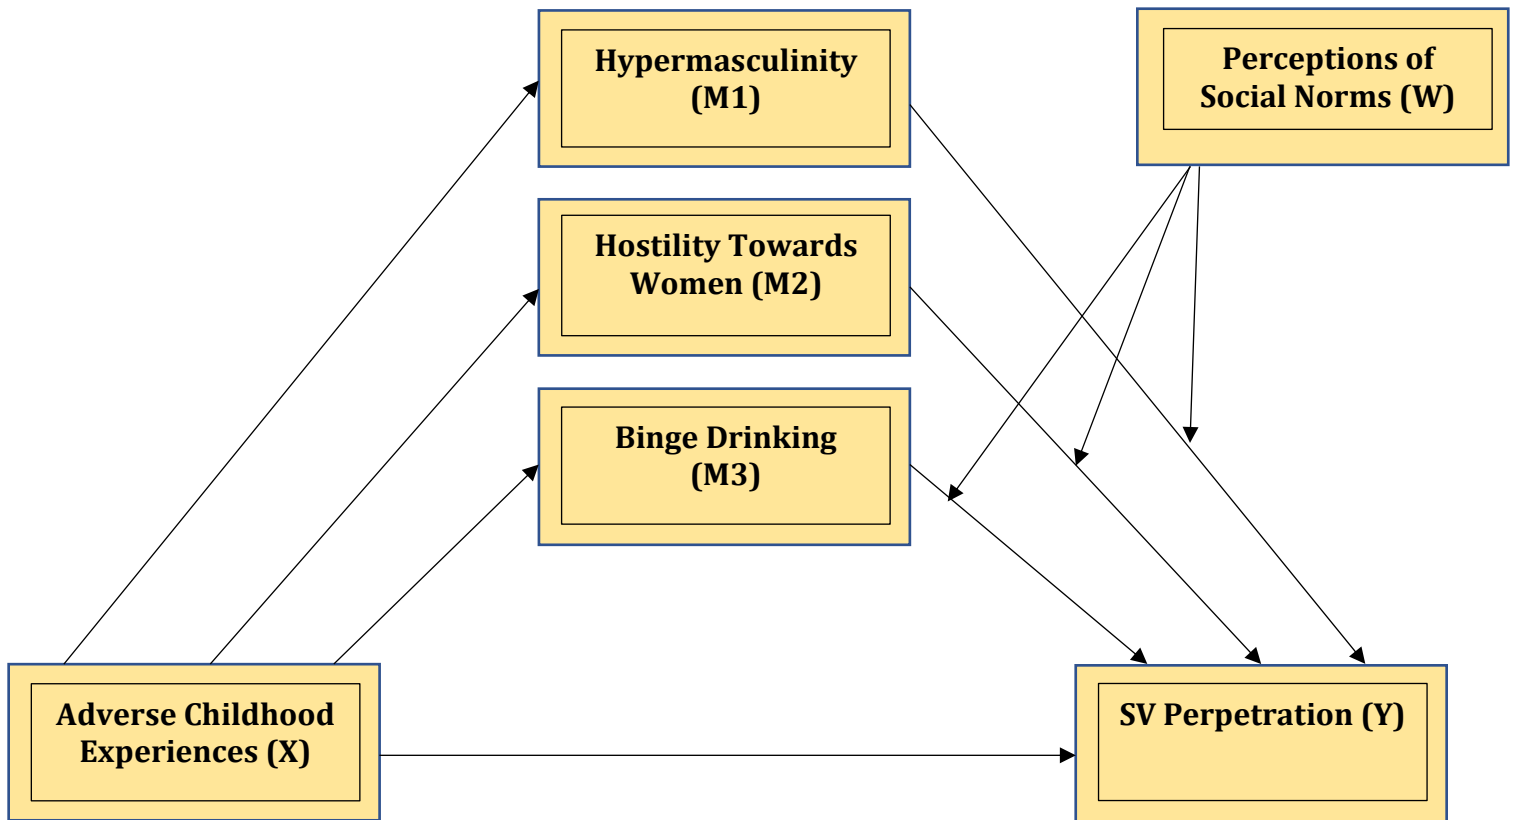 Hypermasculinity
(M1)
Perceptions of
Social Norms (W)
Hostility Towards
Women (M2)
Binge Drinking
(M3)
Adverse Childhood
Experiences (X)
SV Perpetration (Y)